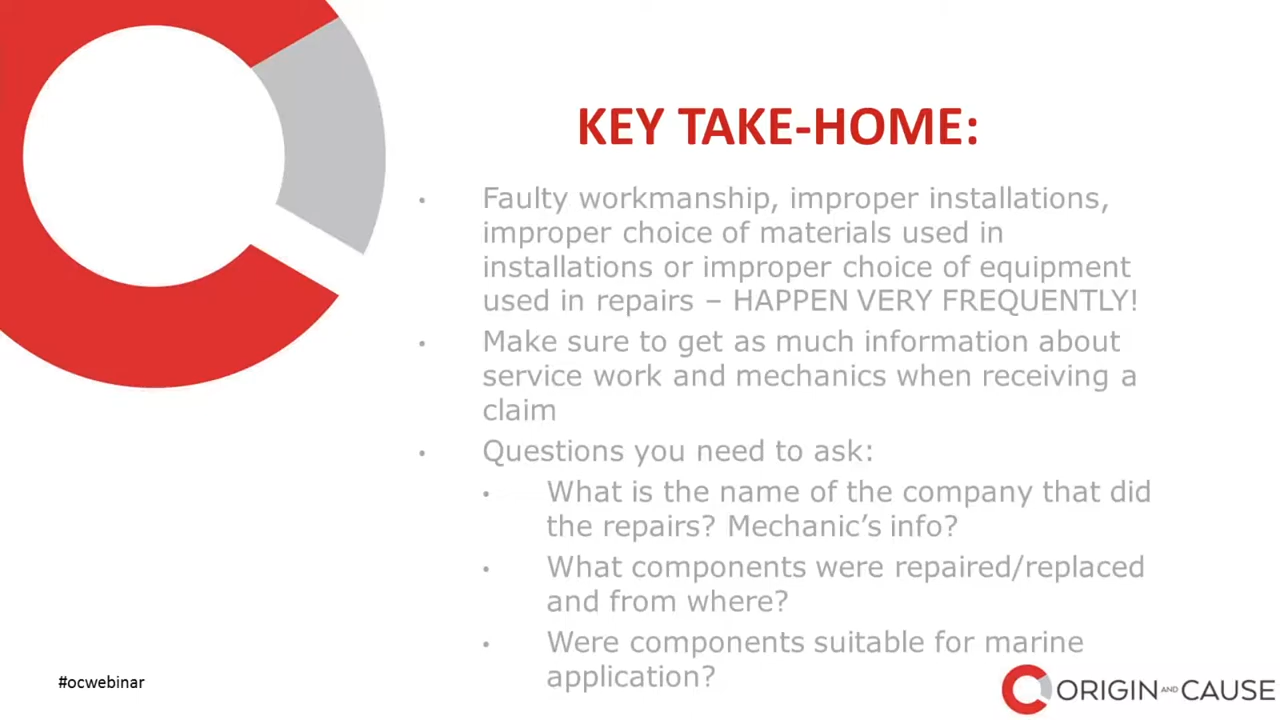 KEY TAKE-HOME:
• Faulty workmanship, improper installations,
improper choice of materials used in
installations or improper choice of equipment
used in repairs – HAPPEN VERY FREQUENTLY!
• Make sure to get as much information about
service work and mechanics when receiving a
claim
• Questions you need to ask:
• What is the name of the company that did
the repairs? Mechanic’s info?
• What components were repaired/replaced
and from where?
• Were components suitable for marine
application?
#ocwebinar
ORIGIN AND CAUSE